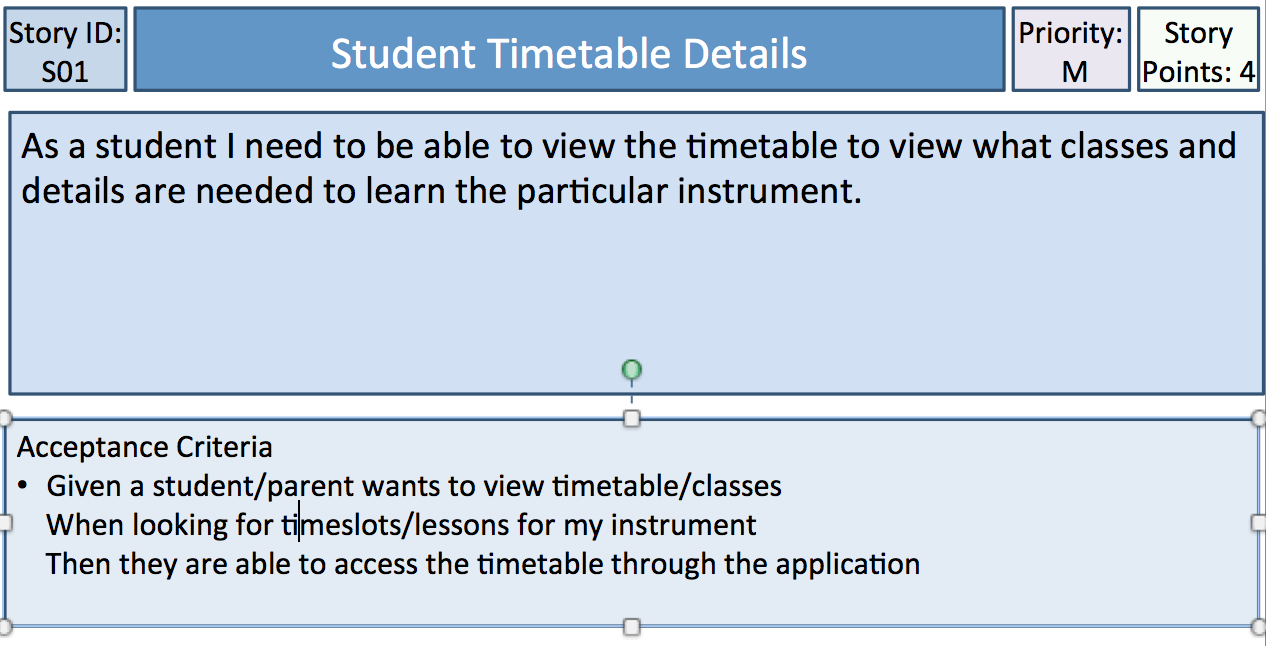 Story ID:
S01
Student Timetable Details
Priority:
M
Story
Points: 4
As a student I need to be able to view the timetable to view what classes and
details are needed to learn the particular instrument.
Acceptance Criteria
• Given a student/parent wants to view timetable/classes
When looking for timeslots/lessons for my instrument
Then they are able to access the timetable through the application